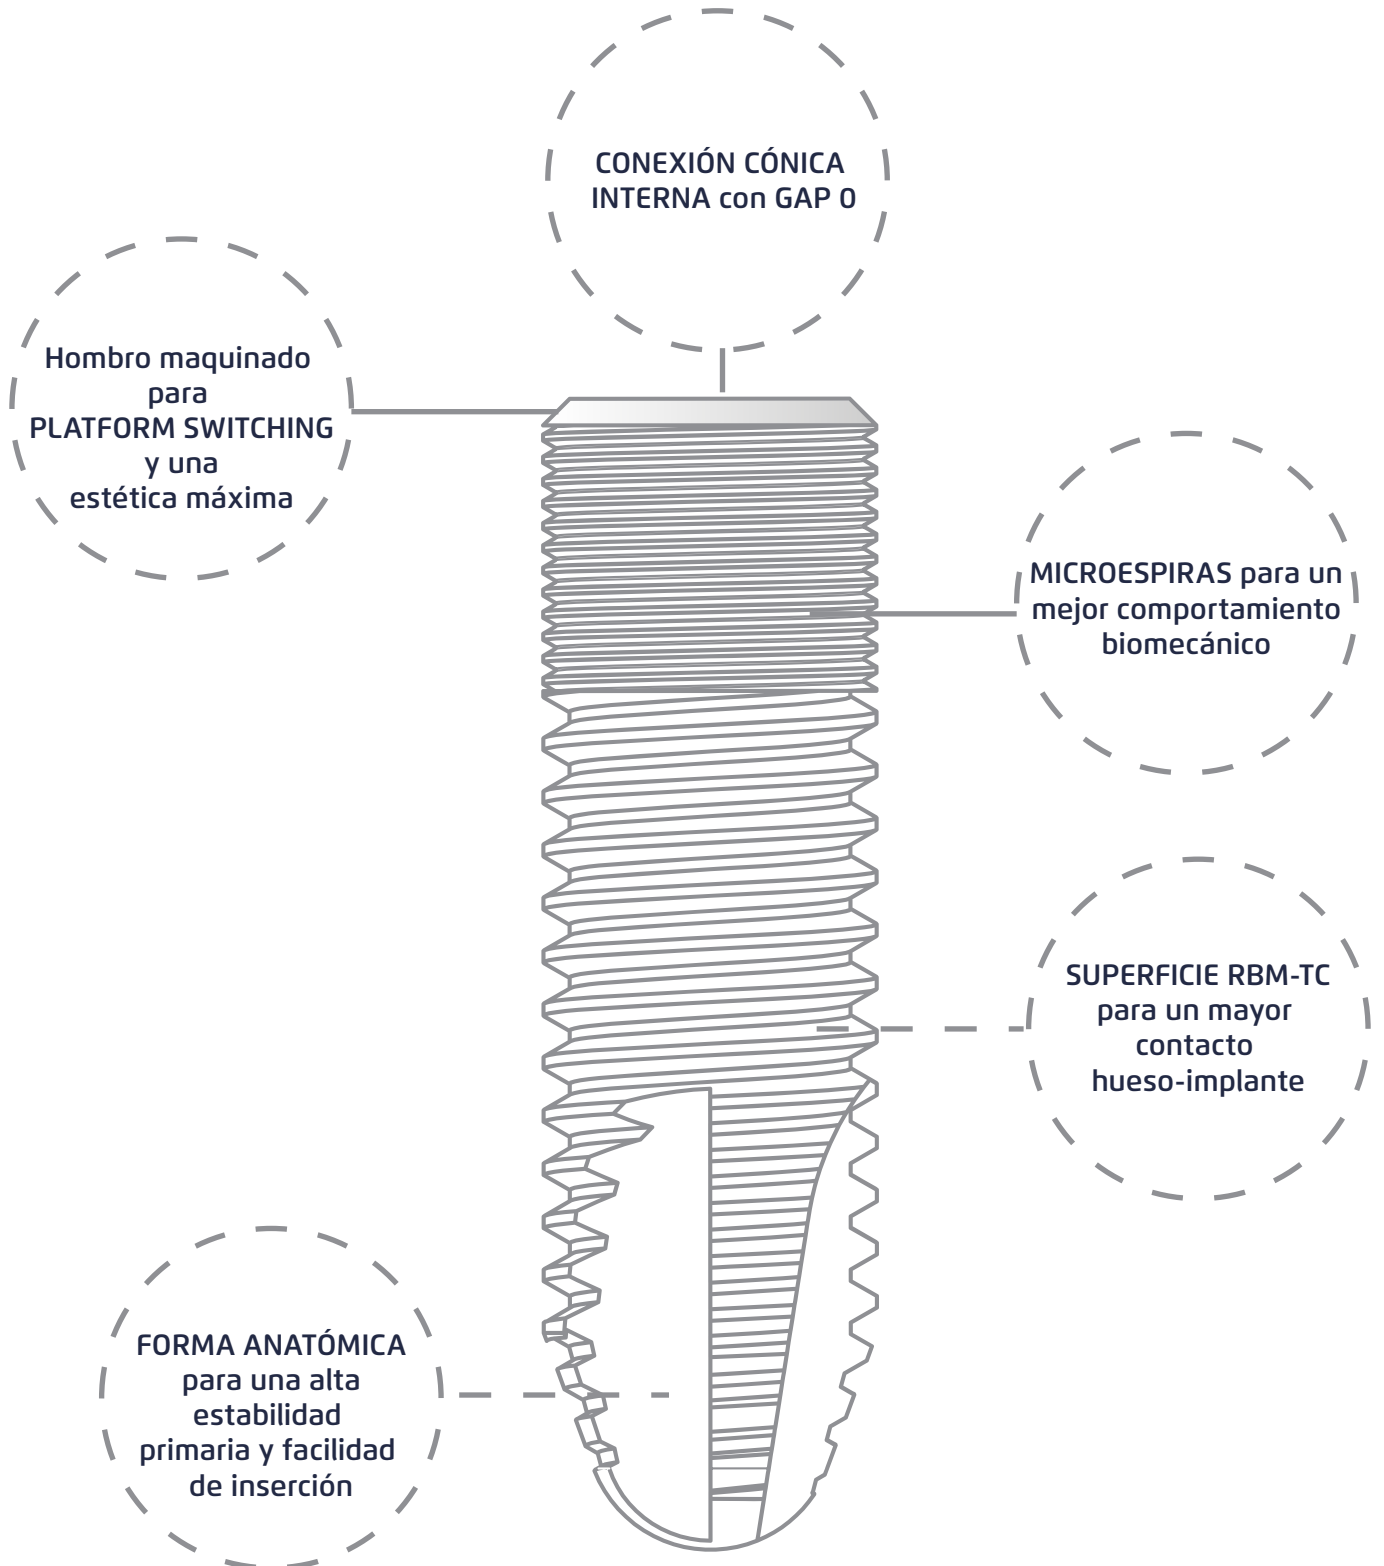 CONEXIÓN CÓNICA
INTERNA con GAP 0
Hombro maquinado
para
PLATFORM SWITCHING
y una
estética máxima
MICROESPIRAS para un
mejor comportamiento
biomecánico
SUPERFICIE RBM-TC
para un mayor
contacto
hueso-implante
FORMA ANATÓMICA
para una alta
estabilidad
primaria y facilidad
de inserción